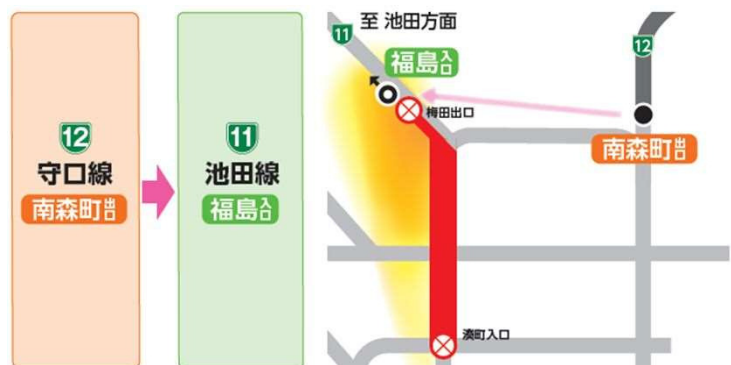 12
守口線
南森町出口
11
池田線
福島入口
11
至 池田方面
福島入口
梅田出口
12
南森町出口
湊町入口